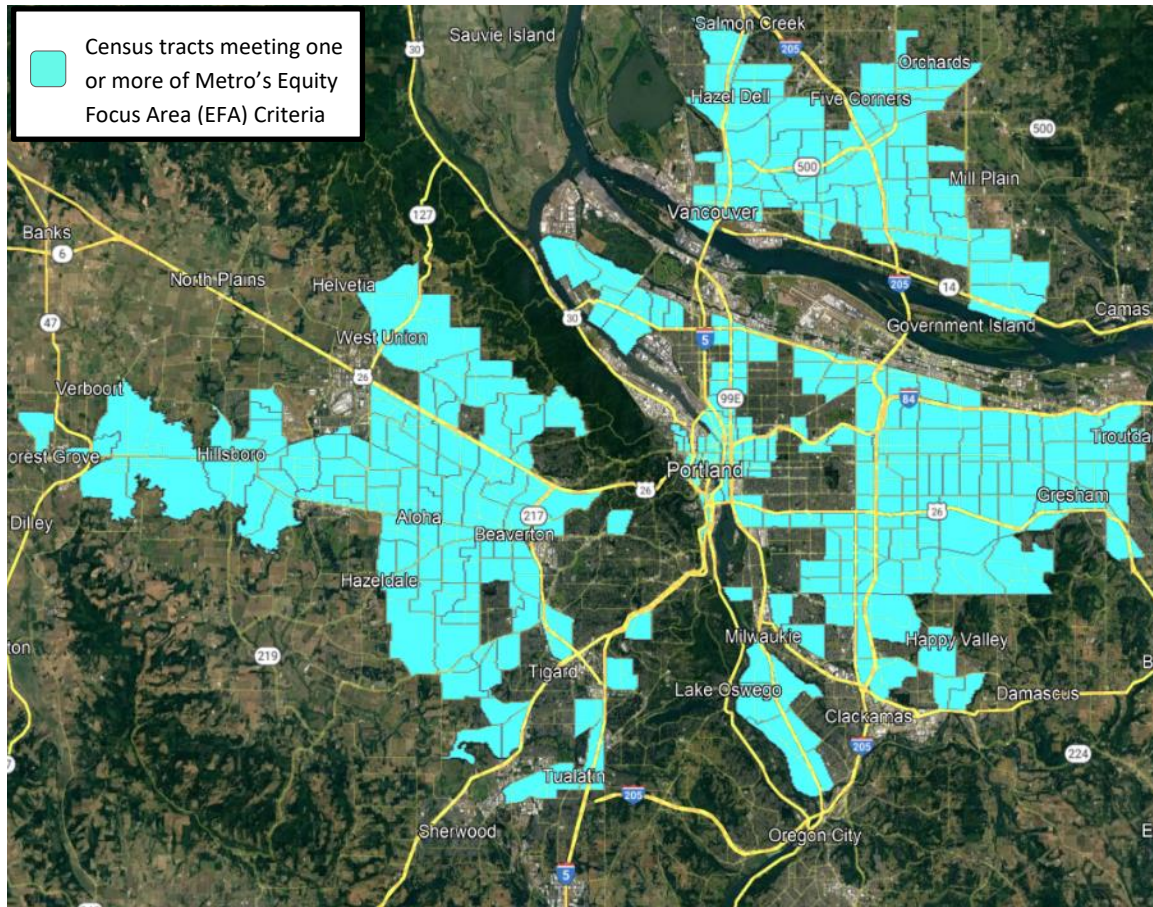 Census tracts meeting one
or more of Metro's Equity
Focus Area (EFA) Criteria
Sauvie Island
Salmon Creek
30
205
Orchards
Hazel Dell
Five Corners
500
500
Mill Plain
127
Vancouver
Banks
6
North Plains
Helvetia
205
14
Camas
47
30
Government Island
West Union
5
26
Verboort
99E
84
Troutdal
orest Grove
Hillsboro
Portland
26
Gresham
26
Dilley
Aloha
217
Beaverton
Hazeldale
ton
219
Milwaukie
Happy Valley
Tigard
Lake Oswego
B
Damascus
Clackamas
205
224
7
Tualatin
205
Sherwood
Oregon City
E
5